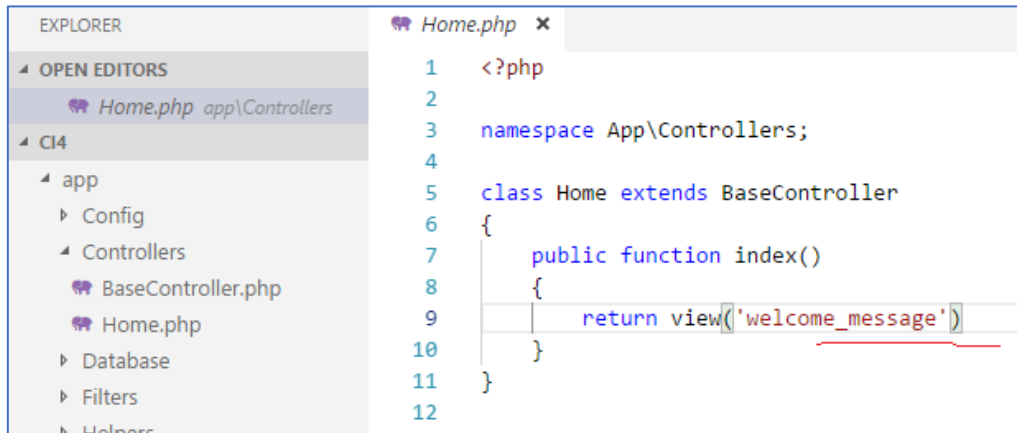 EXPLORER
OPEN EDITORS
Home.php app\Controllers
CI4
app
Config
Controllers
BaseController.php
Home.php
Database
Filters
Helpers
Home.php ×
1 <?php
2
3 namespace App\Controllers;
4
5 class Home extends BaseController
6 {
7 public function index()
8 {
9 return view('welcome_message')
10 }
11 }
12